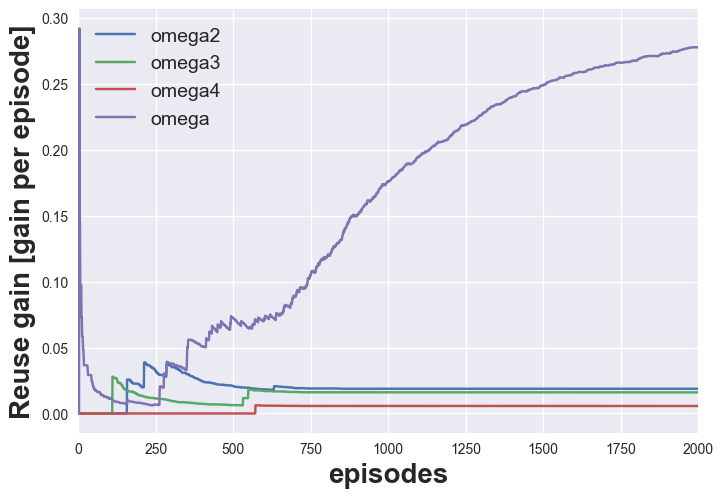 Reuse gain [gain per episode]
0.30
0.25
0.20
0.15
0.10
0.05
0.00
omega2
omega3
omega4
omega
0 250 500 750 1000 1250 1500 1750 2000
episodes